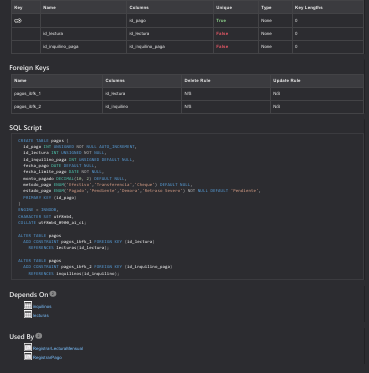 Key Name Columns Unique Type Key Lengths
id_pago True None 0
id_lectura id_lectura False None 0
id_inquilino_pago id_inquilino_pago False None 0
Foreign Keys
Name Columns Delete Rule Update Rule
pagos_ibfk_1 id_lectura N/S N/S
pagos_ibfk_2 id_inquilino N/S N/S
SQL Script
CREATE TABLE pagos (
id_pago INT UNSIGNED NOT NULL AUTO_INCREMENT,
id_lectura INT UNSIGNED NOT NULL,
id_inquilino_pago INT UNSIGNED DEFAULT NULL,
fecha_pago DATE DEFAULT NULL,
fecha_limite_pago DATE NOT NULL,
monto_pagado DECIMAL(10, 2) DEFAULT NULL,
metodo_pago ENUM('Efectivo','Transferencia','Cheque') DEFAULT NULL,
estado_pago ENUM('Pagado','Pendiente','Demora','Retraso Severo') NOT NULL DEFAULT 'Pendiente',
PRIMARY KEY (id_pago)
)
ENGINE = INNODB,
CHARACTER SET utf8mb4,
COLLATE utf8mb4_0900_ai_ci;
ALTER TABLE pagos
ADD CONSTRAINT pagos_ibfk_1 FOREIGN KEY (id_lectura)
REFERENCES lecturas(id_lectura);
ALTER TABLE pagos
ADD CONSTRAINT pagos_ibfk_2 FOREIGN KEY (id_inquilino_pago)
REFERENCES inquilinos(id_inquilino);
Depends On
inquilinos
lecturas
Used By
RegistrarLecturaMensual
RegistrarPago